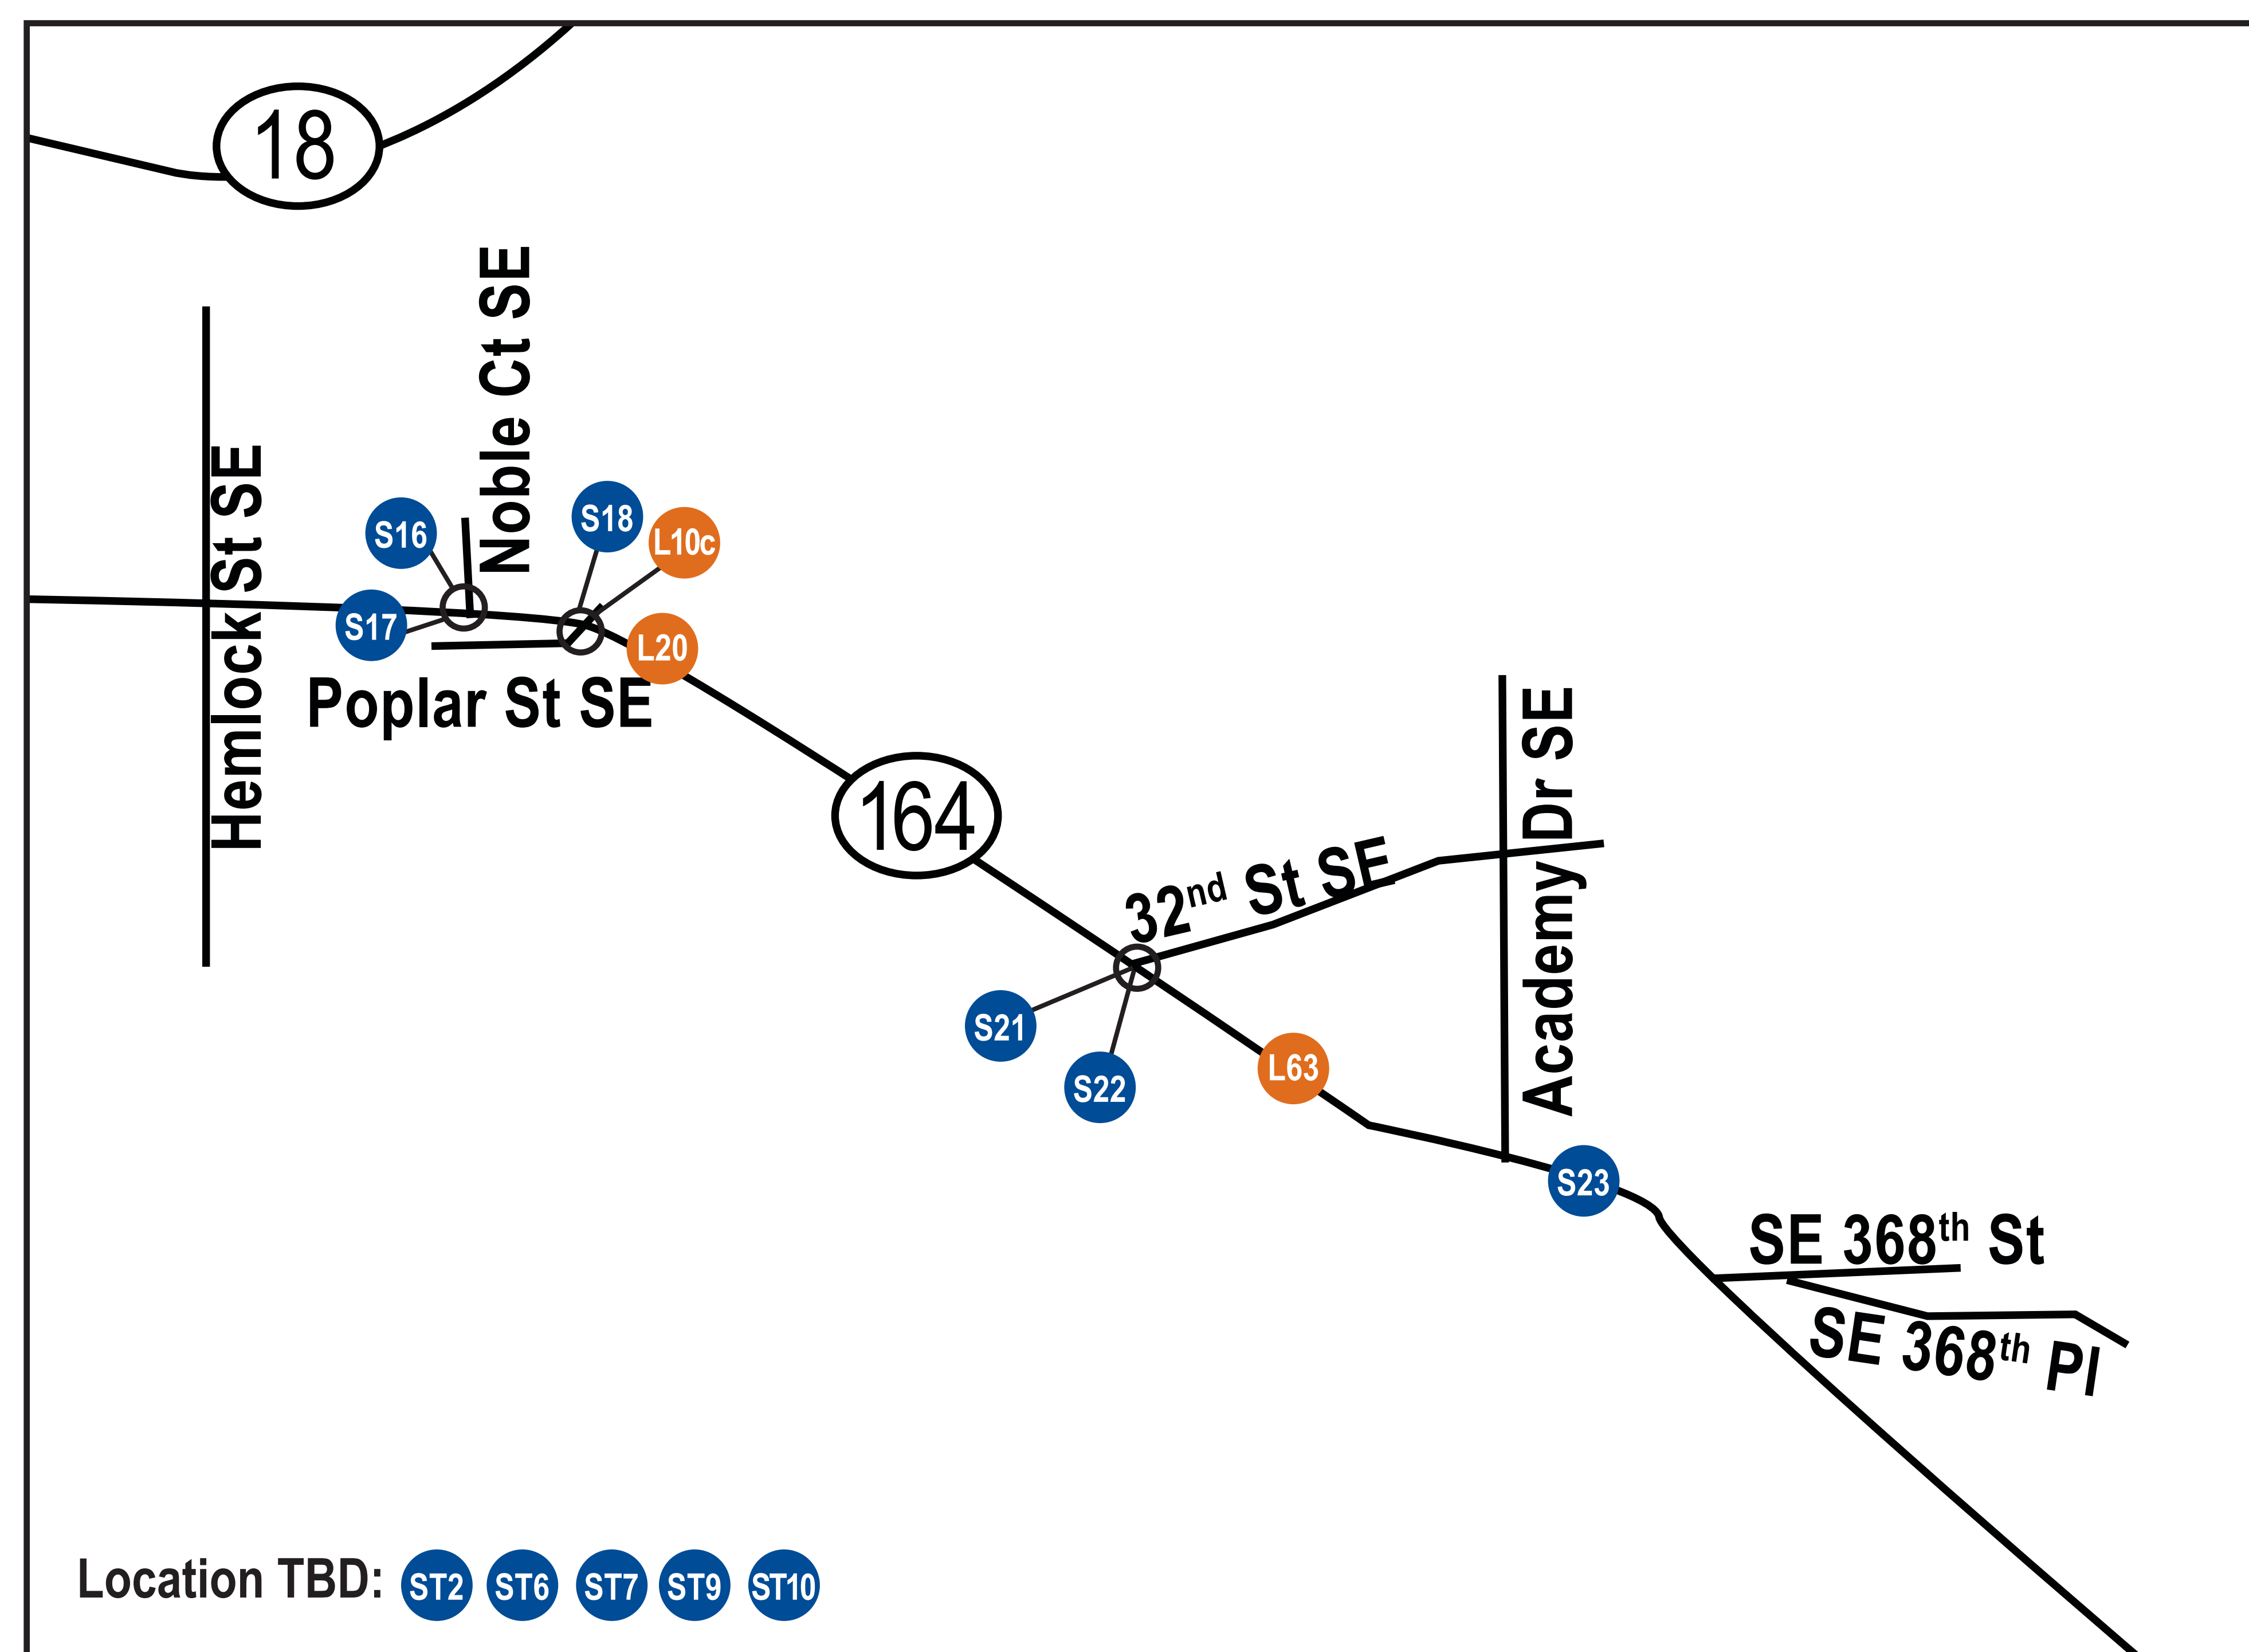 18
Noble Ct SE
Hemlock St SE
S16
S18
L10c
S17
L20
Poplar St SE
164
32nd St SE
Academy Dr SE
S21
S22
L63
S23
SE 368th St
SE 368th Pl
Location TBD: ST2 ST6 ST7 ST9 ST10